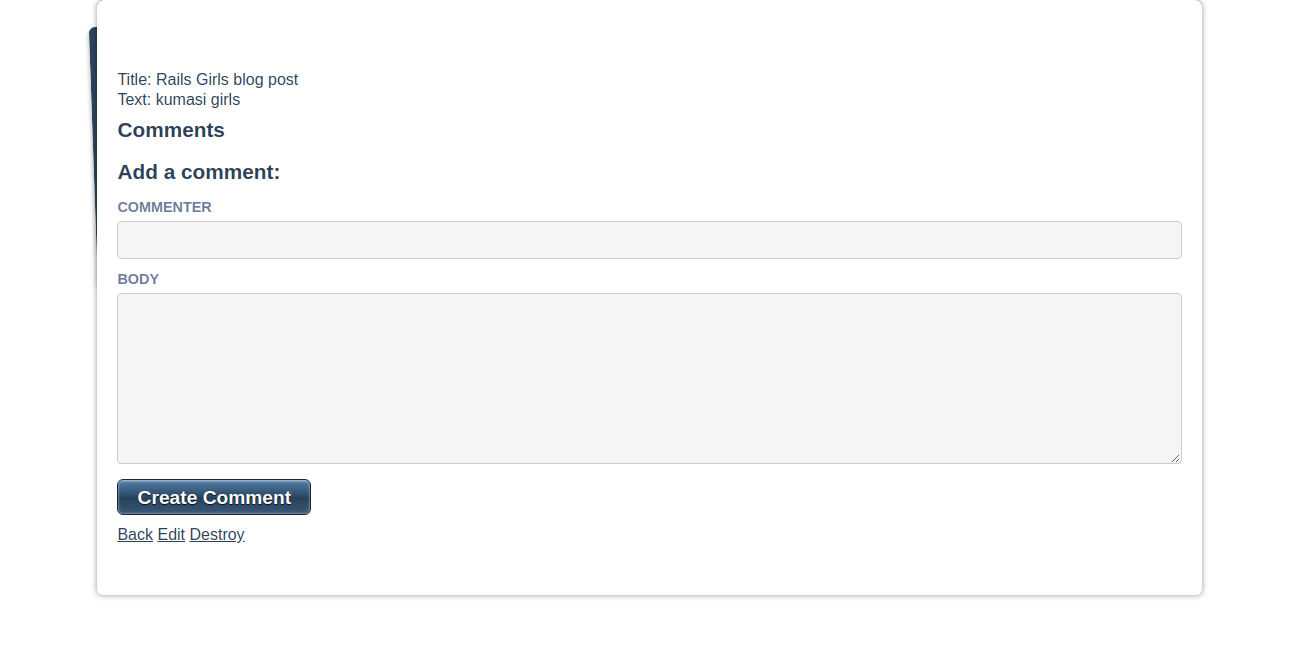 Title: Rails Girls blog post
Text: kumasi girls
Comments
Add a comment:
COMMENTER
BODY
Create Comment
Back Edit Destroy